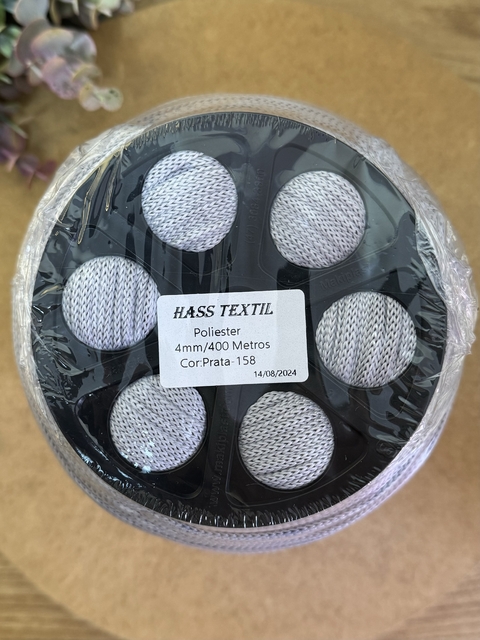 HASS TEXTIL
Poliester
4mm/400 Metros
Cor:Prata-158
14/08/2024